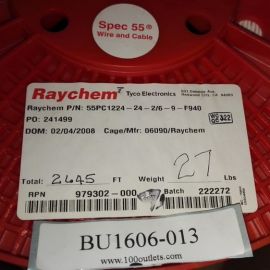 Spec 55®
Wire and Cable
Raychem
Tyco Electronics
Raychem P/N: 55PC1224-24-2/6-9-F940
PO: 241499
DOM: 02/04/2008 Cage/Mfr: 06090/Raychem
Total: 2645 FT Weight 27 Lbs
RPN 979302-000 Batch 222272
BU1606-013
www.100outlets.com